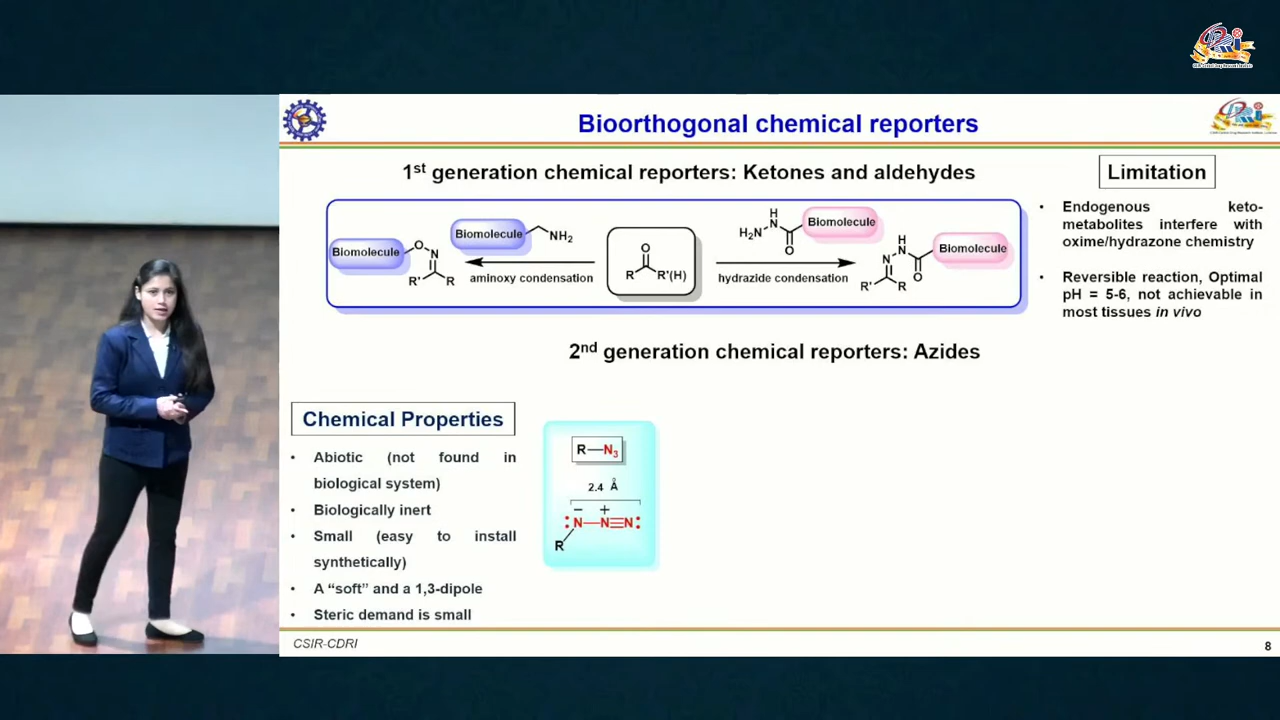 Bioorthogonal chemical reporters
1st generation chemical reporters: Ketones and aldehydes
Limitation
Biomolecule
O
N
R'
R
Biomolecule
NH2
aminoxy condensation
O
R
R'(H)
H
H2N
N
O
Biomolecule
hydrazide condensation
H
N
N
O
R'
R
Biomolecule
• Endogenous keto-
metabolites interfere with
oxime/hydrazone chemistry
• Reversible reaction, Optimal
pH = 5-6, not achievable in
most tissues in vivo
2nd generation chemical reporters: Azides
Chemical Properties
• Abiotic (not found in
biological system)
• Biologically inert
• Small (easy to install
synthetically)
• A “soft” and a 1,3-dipole
• Steric demand is small
R—N3
2.4 Å
− +
:N—N≡N:
R
CSIR-CDRI
8